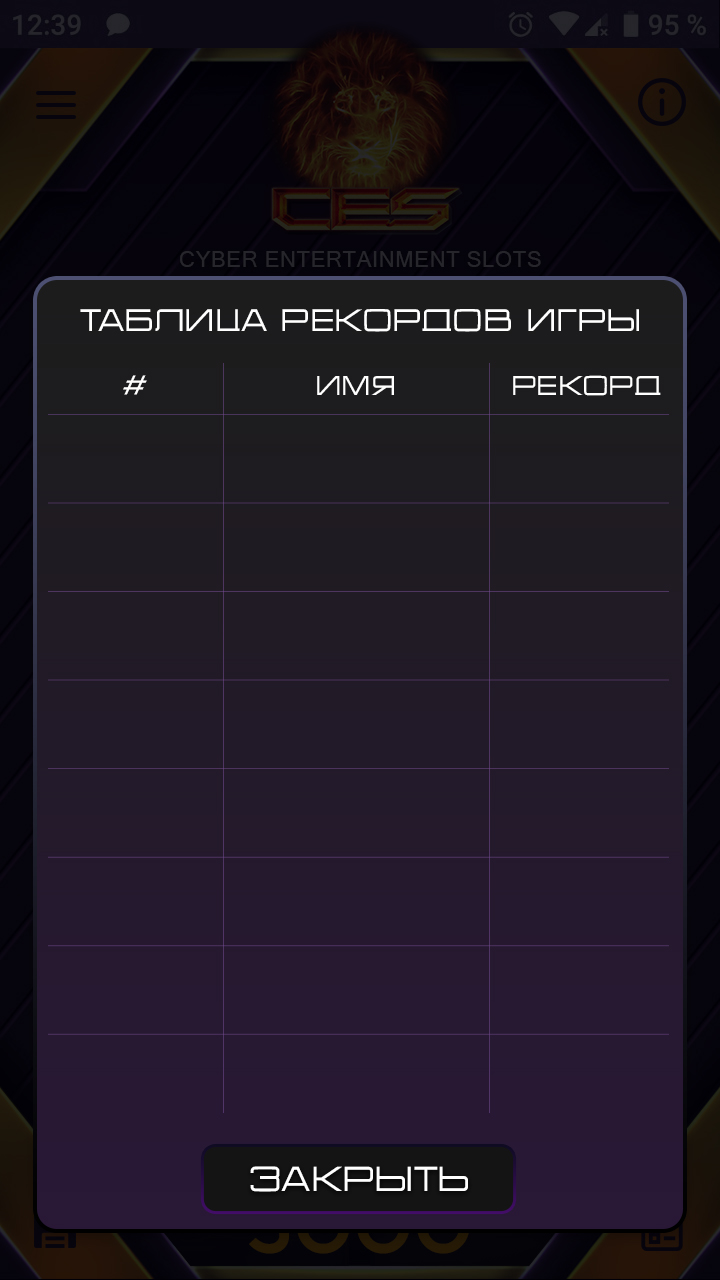 12:39 95 %
CES
CYBER ENTERTAINMENT SLOTS
ТАБЛИЦА РЕКОРДОВ ИГРЫ
# ИМЯ РЕКОРД
ЗАКРЫТЬ